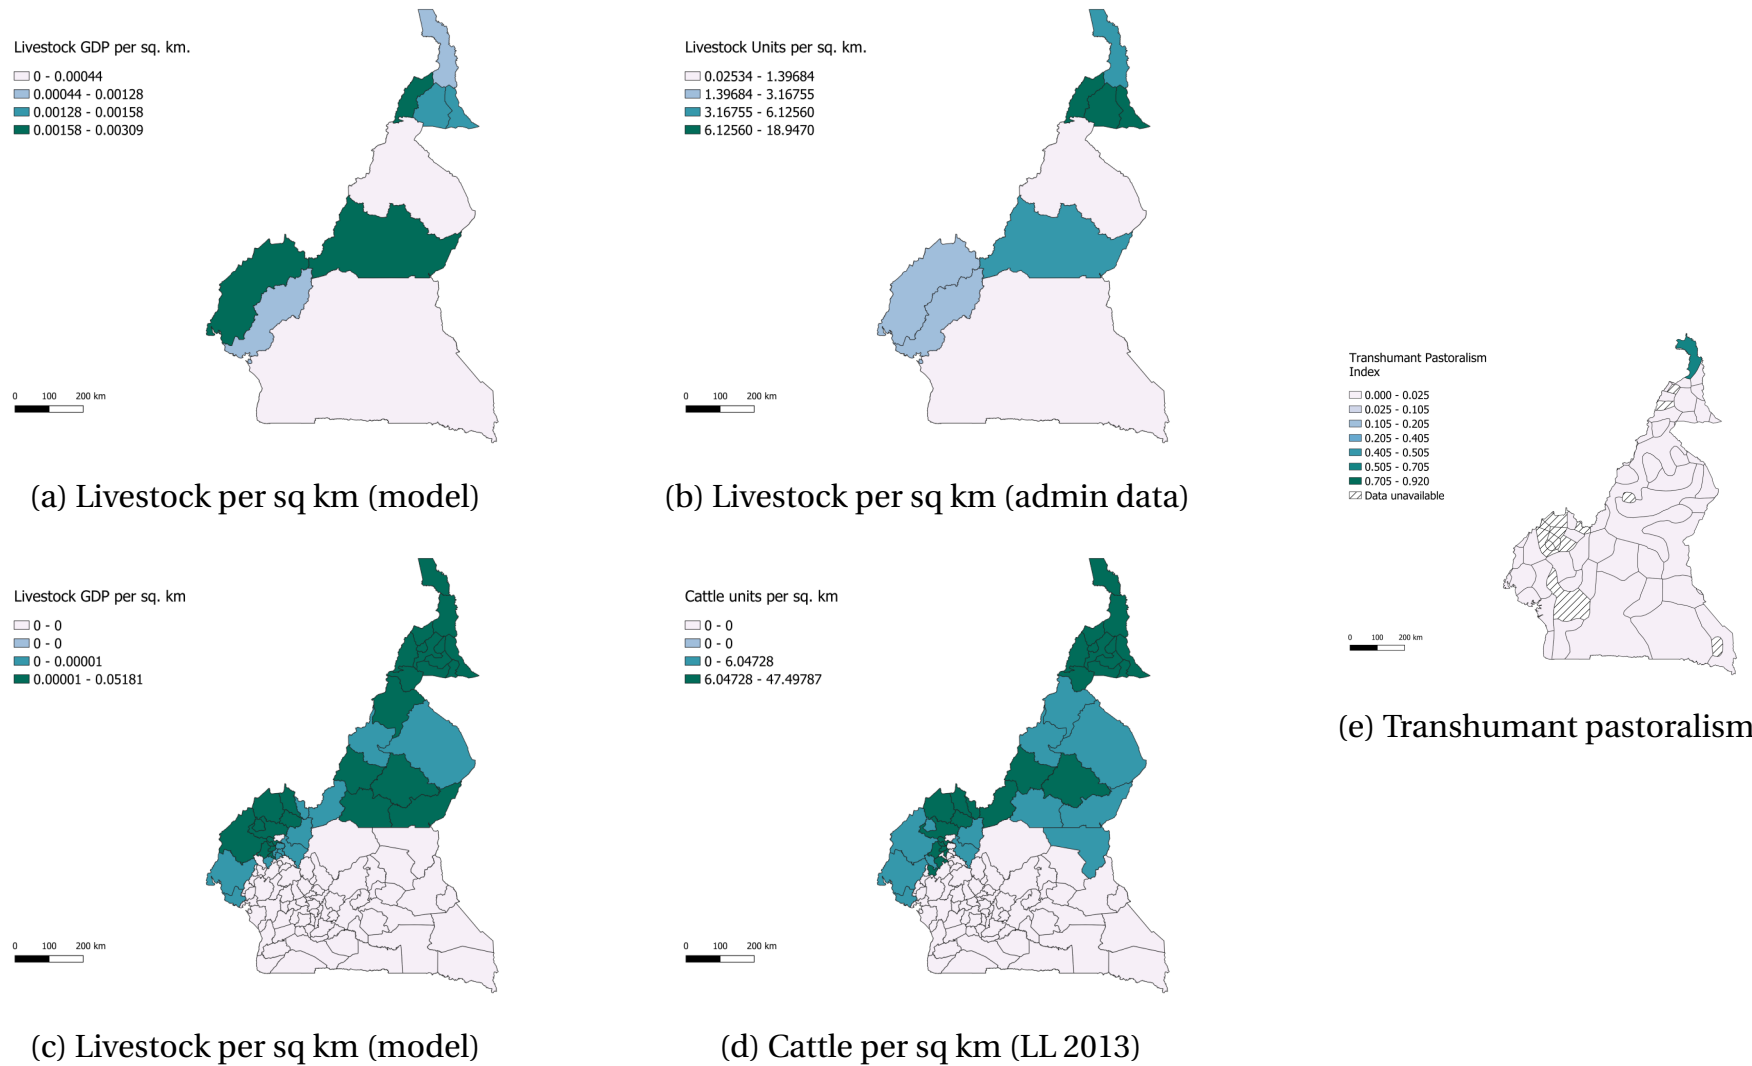 Livestock GDP per sq. km.
0 - 0.00044
0.00044 - 0.00128
0.00128 - 0.00158
0.00158 - 0.00309
0 100 200 km
(a) Livestock per sq km (model)
Livestock Units per sq. km.
0.02534 - 1.39684
1.39684 - 3.16755
3.16755 - 6.12560
6.12560 - 18.9470
0 100 200 km
(b) Livestock per sq km (admin data)
Livestock GDP per sq. km
0 - 0
0 - 0
0 - 0.00001
0.00001 - 0.05181
0 100 200 km
(c) Livestock per sq km (model)
Cattle units per sq. km
0 - 0
0 - 0
0 - 6.04728
6.04728 - 47.49787
0 100 200 km
(d) Cattle per sq km (LL 2013)
Transhumant Pastoralism
Index
0.000 - 0.025
0.025 - 0.105
0.105 - 0.205
0.205 - 0.405
0.405 - 0.505
0.505 - 0.705
0.705 - 0.920
Data unavailable
0 100 200 km
(e) Transhumant pastoralism